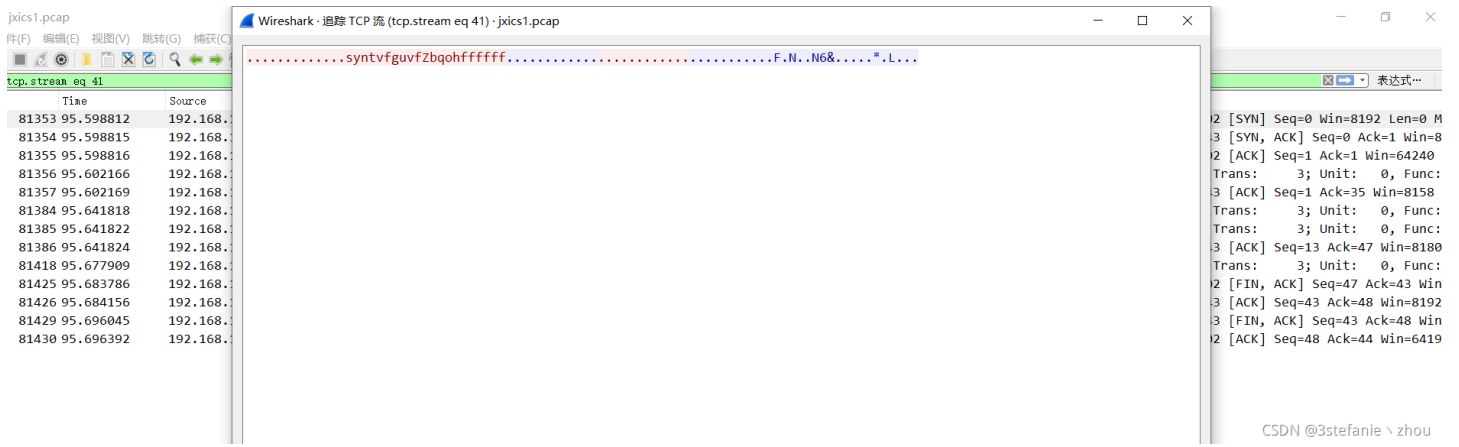 jxics1.pcap
Wireshark · 追踪 TCP 流 (tcp.stream eq 41) · jxics1.pcap
件(F) 编辑(E) 视图(V) 跳转(G) 捕获(C)
tcp.stream eq 41
表达式…
.............syntvfguvfZbqohffffff...................................F.N..N6&.....*.L...
Time Source
81353 95.598812 192.168.1 02 [SYN] Seq=0 Win=8192 Len=0 M
81354 95.598815 192.168.1 43 [SYN, ACK] Seq=0 Ack=1 Win=8
81355 95.598816 192.168.1 02 [ACK] Seq=1 Ack=1 Win=64240
81356 95.602166 192.168.1 Trans: 3; Unit: 0, Func:
81357 95.602169 192.168.1 43 [ACK] Seq=1 Ack=35 Win=8158
81384 95.641818 192.168.1 Trans: 3; Unit: 0, Func:
81385 95.641822 192.168.1 Trans: 3; Unit: 0, Func:
81386 95.641824 192.168.1 43 [ACK] Seq=13 Ack=47 Win=8180
81418 95.677909 192.168.1 Trans: 3; Unit: 0, Func:
81425 95.683786 192.168.1 02 [FIN, ACK] Seq=47 Ack=43 Win
81426 95.684156 192.168.1 43 [ACK] Seq=43 Ack=48 Win=8192
81429 95.696045 192.168.1 43 [FIN, ACK] Seq=43 Ack=48 Win
81430 95.696392 192.168.1 02 [ACK] Seq=48 Ack=44 Win=6419
CSDN @3stefanie丶zhou